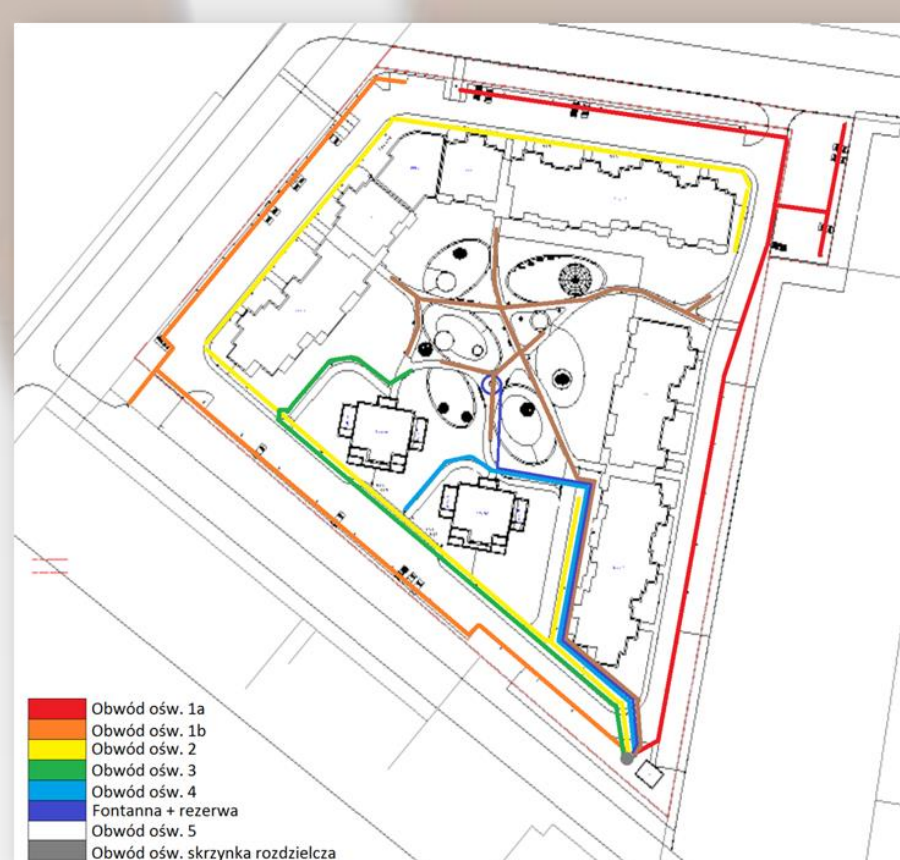 Obwód ośw. 1a
Obwód ośw. 1b
Obwód ośw. 2
Obwód ośw. 3
Obwód ośw. 4
Fontanna + rezerwa
Obwód ośw. 5
Obwód ośw. skrzynka rozdzielcza